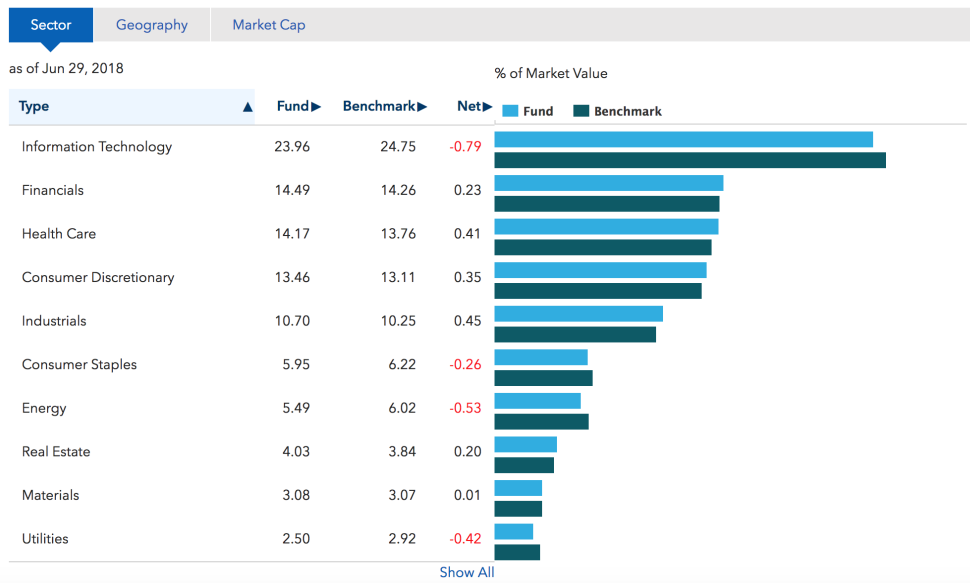 Sector Geography Market Cap
as of Jun 29, 2018
% of Market Value
Type ▲ Fund▶ Benchmark▶ Net▶ Fund Benchmark
Information Technology 23.96 24.75 -0.79
Financials 14.49 14.26 0.23
Health Care 14.17 13.76 0.41
Consumer Discretionary 13.46 13.11 0.35
Industrials 10.70 10.25 0.45
Consumer Staples 5.95 6.22 -0.26
Energy 5.49 6.02 -0.53
Real Estate 4.03 3.84 0.20
Materials 3.08 3.07 0.01
Utilities 2.50 2.92 -0.42
Show All